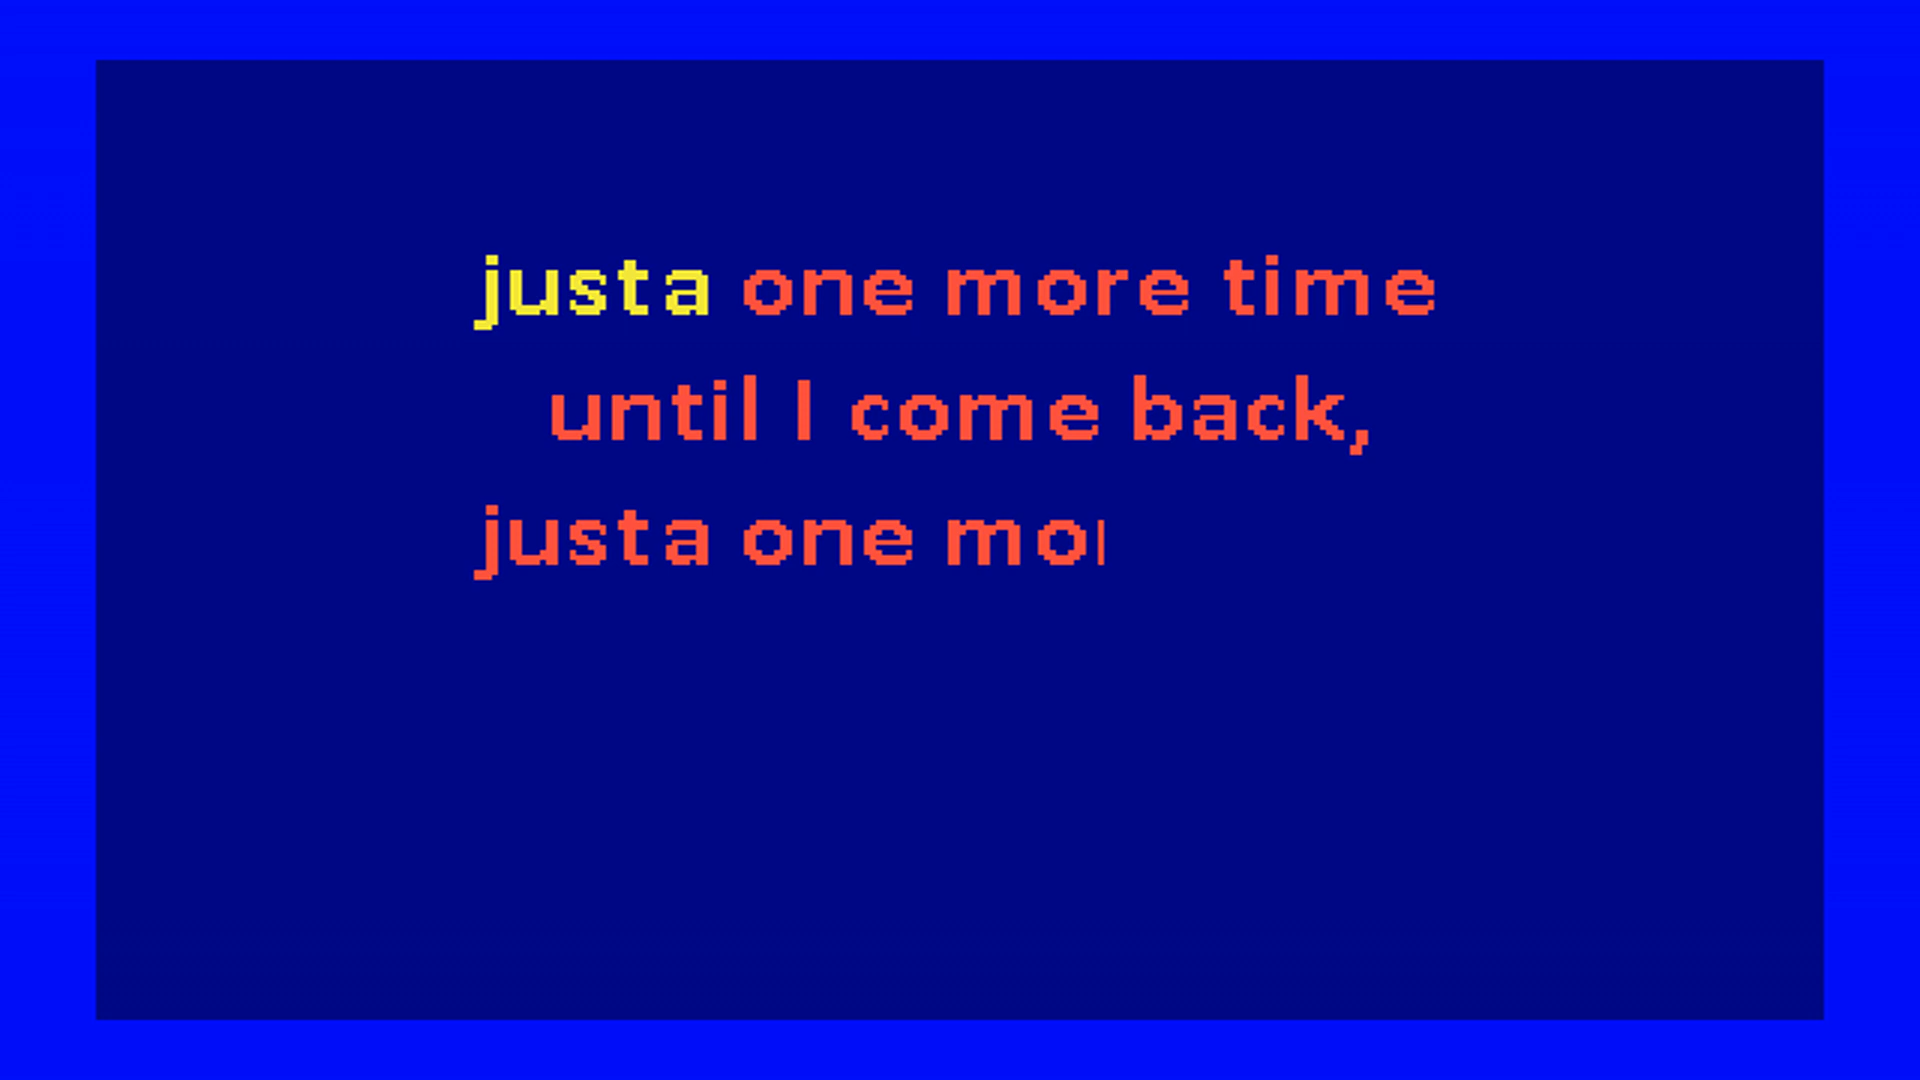 justa one more time
until I come back,
justa one mo